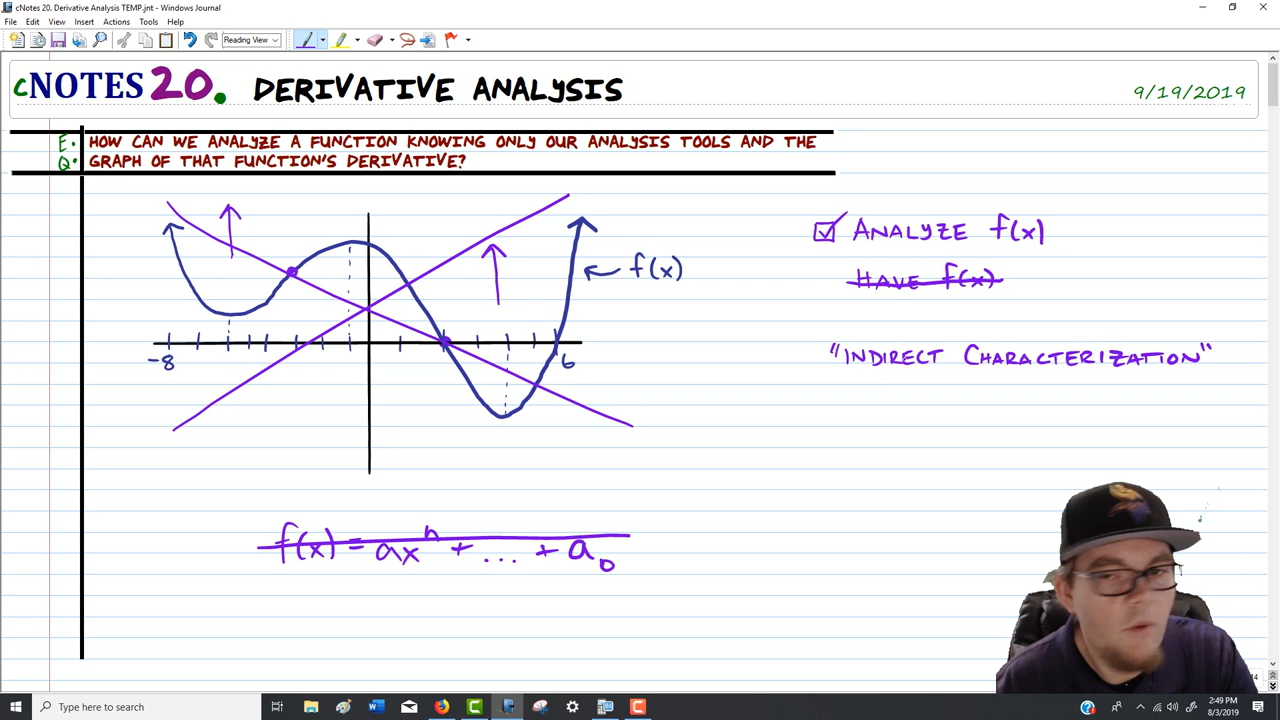 cNotes 20. Derivative Analysis TEMP.jnt - Windows Journal
File Edit View Insert Actions Tools Help
Reading View
cNOTES 20. DERIVATIVE ANALYSIS
9/19/2019
E. HOW CAN WE ANALYZE A FUNCTION KNOWING ONLY OUR ANALYSIS TOOLS AND THE
Q. GRAPH OF THAT FUNCTION'S DERIVATIVE?
ANALYZE f(x)
f(x)
HAVE f(x)
"INDIRECT CHARACTERIZATION"
-8
6
f(x) = ax^n + ... + a_0
Type here to search
2:49 PM
8/3/2019